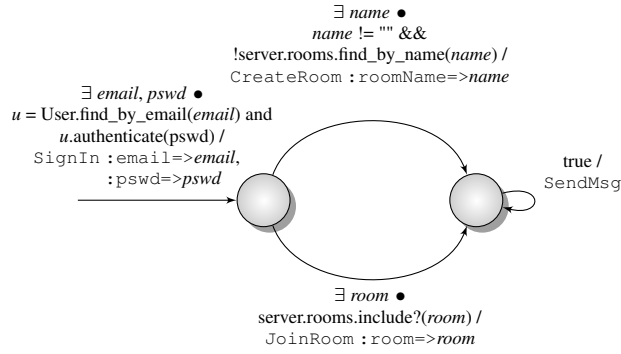 ∃ name ●
name != "" &&
!server.rooms.find_by_name(name) /
CreateRoom :roomName=>name
∃ email, pswd ●
u = User.find_by_email(email) and
u.authenticate(pswd) /
SignIn :email=>email,
:pswd=>pswd
true /
SendMsg
∃ room ●
server.rooms.include?(room) /
JoinRoom :room=>room